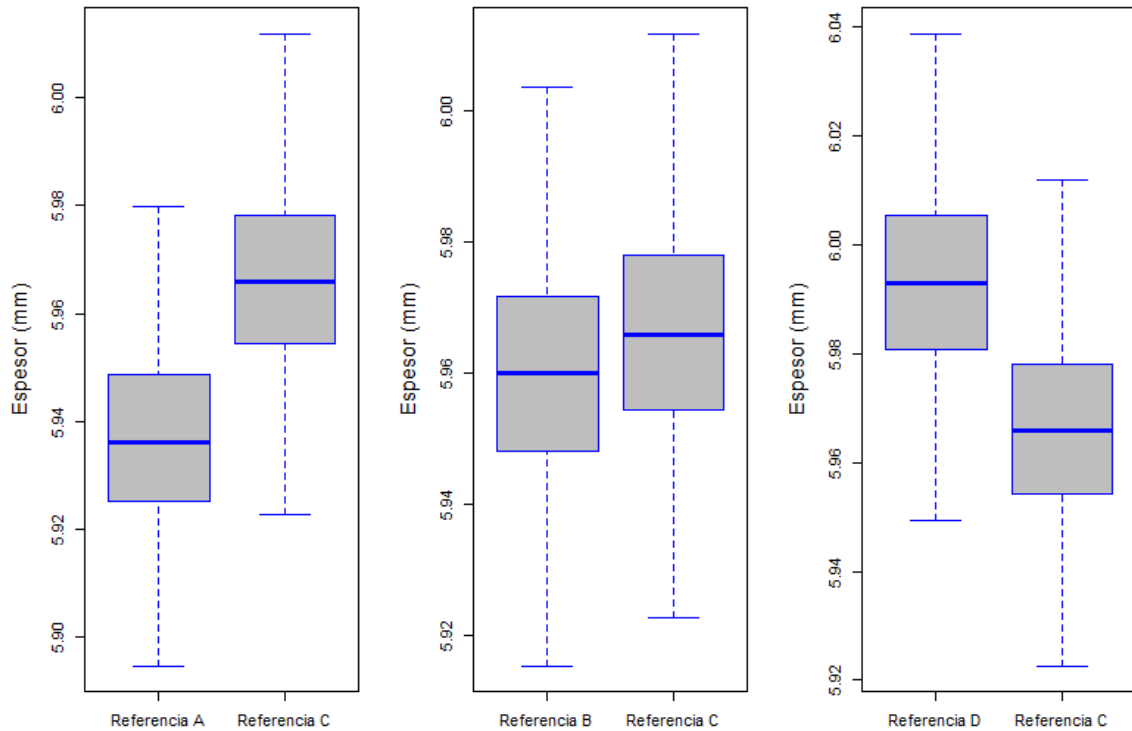 Espesor (mm)
6.00
5.98
5.96
5.94
5.92
5.90
Referencia A
Referencia C
Espesor (mm)
6.00
5.98
5.96
5.94
5.92
Referencia B
Referencia C
Espesor (mm)
6.04
6.02
6.00
5.98
5.96
5.94
5.92
Referencia D
Referencia C